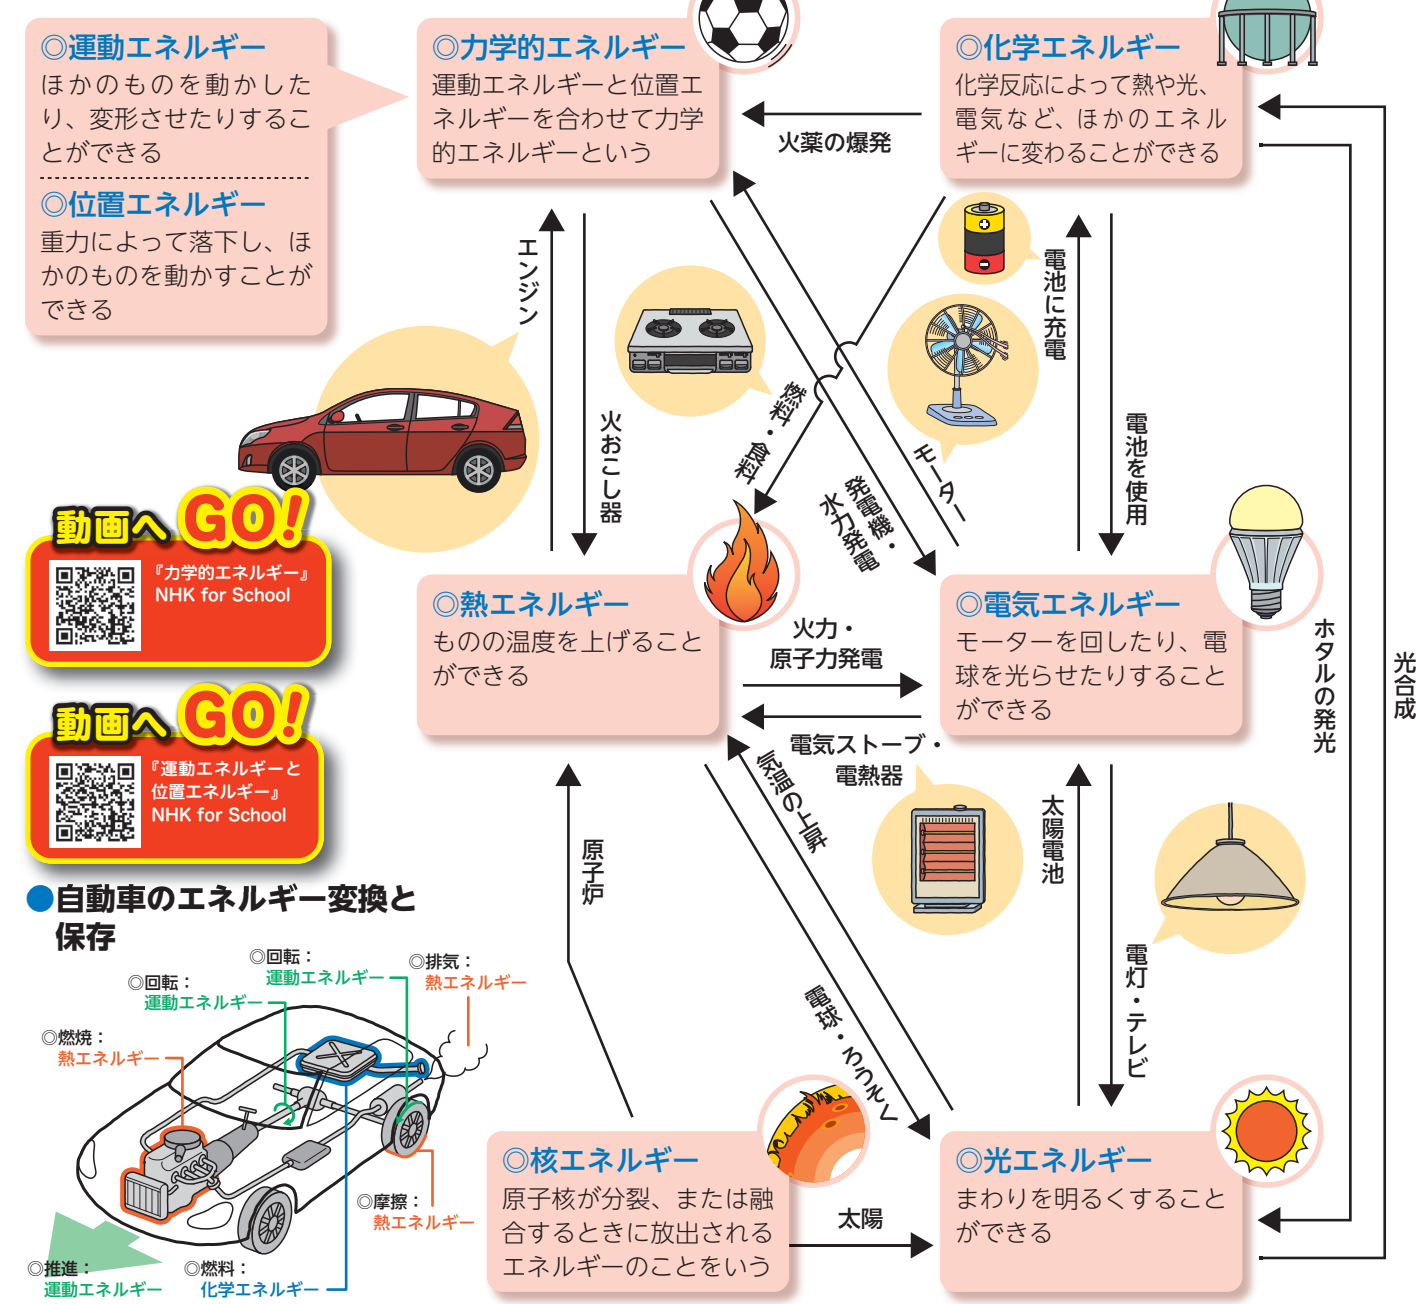 ◎運動エネルギー
ほかのものを動かした
り、変形させたりするこ
とができる
◎位置エネルギー
重力によって落下し、ほ
かのものを動かすことが
できる
◎力学的エネルギー
運動エネルギーと位置エ
ネルギーを合わせて力学
的エネルギーという
火薬の爆発
◎化学エネルギー
化学反応によって熱や光、
電気など、ほかのエネル
ギーに変わることができる
エンジン
火おこし器
燃料・食料
発電機・
水力発電
モーター
電池に充電
電池を使用
◎熱エネルギー
ものの温度を上げること
ができる
火力・
原子力発電
電気ストーブ・
電熱器
◎電気エネルギー
モーターを回したり、電
球を光らせたりすること
ができる
ホタルの発光
光合成
原子炉
気温の上昇
電球・ろうそく
太陽電池
電灯・テレビ
◎核エネルギー
原子核が分裂、または融
合するときに放出される
エネルギーのことをいう
太陽
◎光エネルギー
まわりを明るくすること
ができる
動画へGO!
『力学的エネルギー』
NHK for School
動画へGO!
『運動エネルギーと
位置エネルギー』
NHK for School
●自動車のエネルギー変換と
保存
◎回転：
運動エネルギー
◎排気：
熱エネルギー
◎回転：
運動エネルギー
◎燃焼：
熱エネルギー
◎摩擦：
熱エネルギー
◎推進：
運動エネルギー
◎燃料：
化学エネルギー